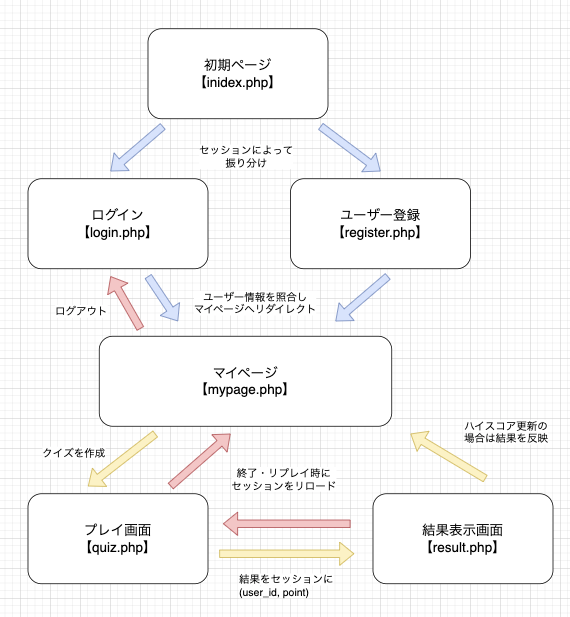 初期ページ
【inidex.php】
セッションによって
振り分け
ログイン
【login.php】
ユーザー登録
【register.php】
ログアウト
ユーザー情報を照合し
マイページへリダイレクト
マイページ
【mypage.php】
ハイスコア更新の
場合は結果を反映
クイズを作成
終了・リプレイ時に
セッションをリロード
プレイ画面
【quiz.php】
結果表示画面
【result.php】
結果をセッションに
(user_id, point)